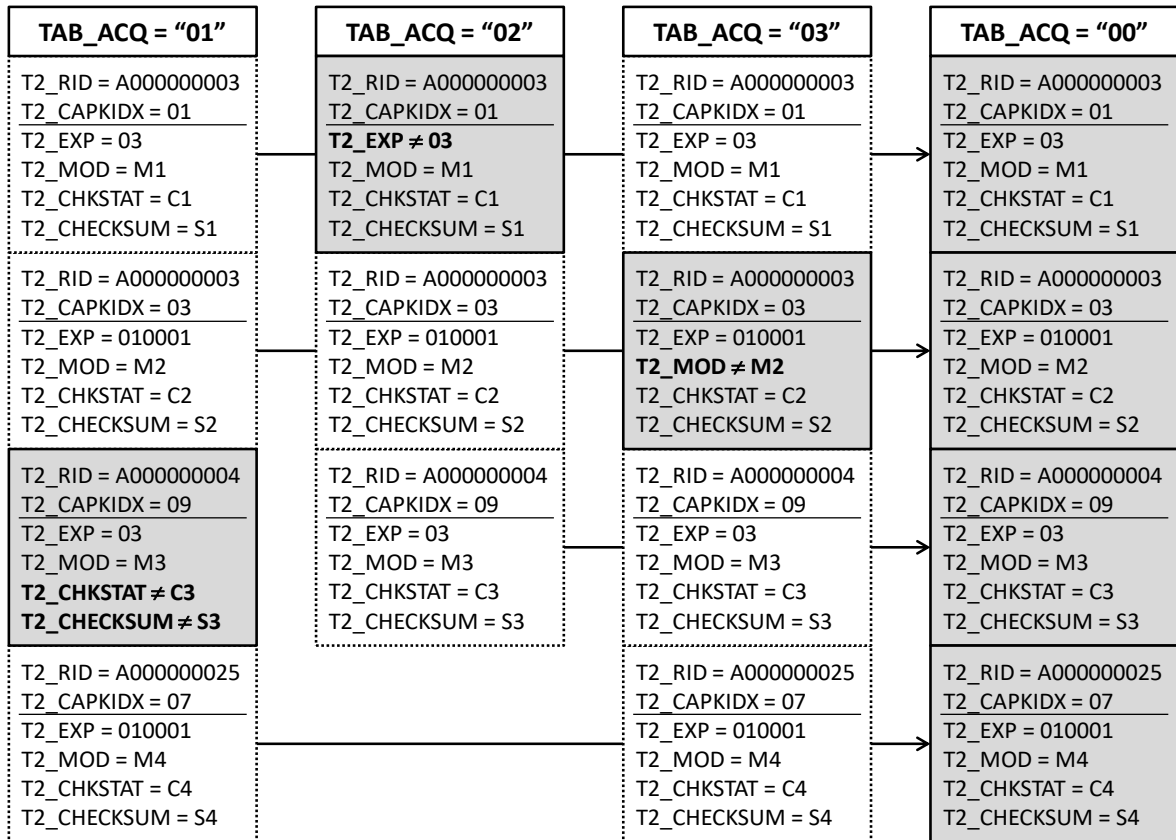 TAB_ACQ = “01”
T2_RID = A000000003
T2_CAPKIDX = 01
T2_EXP = 03
T2_MOD = M1
T2_CHKSTAT = C1
T2_CHECKSUM = S1
T2_RID = A000000003
T2_CAPKIDX = 03
T2_EXP = 010001
T2_MOD = M2
T2_CHKSTAT = C2
T2_CHECKSUM = S2
T2_RID = A000000004
T2_CAPKIDX = 09
T2_EXP = 03
T2_MOD = M3
T2_CHKSTAT ≠ C3
T2_CHECKSUM ≠ S3
T2_RID = A000000025
T2_CAPKIDX = 07
T2_EXP = 010001
T2_MOD = M4
T2_CHKSTAT = C4
T2_CHECKSUM = S4
TAB_ACQ = “02”
T2_RID = A000000003
T2_CAPKIDX = 01
T2_EXP ≠ 03
T2_MOD = M1
T2_CHKSTAT = C1
T2_CHECKSUM = S1
T2_RID = A000000003
T2_CAPKIDX = 03
T2_EXP = 010001
T2_MOD = M2
T2_CHKSTAT = C2
T2_CHECKSUM = S2
T2_RID = A000000004
T2_CAPKIDX = 09
T2_EXP = 03
T2_MOD = M3
T2_CHKSTAT = C3
T2_CHECKSUM = S3
TAB_ACQ = “03”
T2_RID = A000000003
T2_CAPKIDX = 01
T2_EXP = 03
T2_MOD = M1
T2_CHKSTAT = C1
T2_CHECKSUM = S1
T2_RID = A000000003
T2_CAPKIDX = 03
T2_EXP = 010001
T2_MOD ≠ M2
T2_CHKSTAT = C2
T2_CHECKSUM = S2
T2_RID = A000000004
T2_CAPKIDX = 09
T2_EXP = 03
T2_MOD = M3
T2_CHKSTAT = C3
T2_CHECKSUM = S3
T2_RID = A000000025
T2_CAPKIDX = 07
T2_EXP = 010001
T2_MOD = M4
T2_CHKSTAT = C4
T2_CHECKSUM = S4
TAB_ACQ = “00”
T2_RID = A000000003
T2_CAPKIDX = 01
T2_EXP = 03
T2_MOD = M1
T2_CHKSTAT = C1
T2_CHECKSUM = S1
T2_RID = A000000003
T2_CAPKIDX = 03
T2_EXP = 010001
T2_MOD = M2
T2_CHKSTAT = C2
T2_CHECKSUM = S2
T2_RID = A000000004
T2_CAPKIDX = 09
T2_EXP = 03
T2_MOD = M3
T2_CHKSTAT = C3
T2_CHECKSUM = S3
T2_RID = A000000025
T2_CAPKIDX = 07
T2_EXP = 010001
T2_MOD = M4
T2_CHKSTAT = C4
T2_CHECKSUM = S4